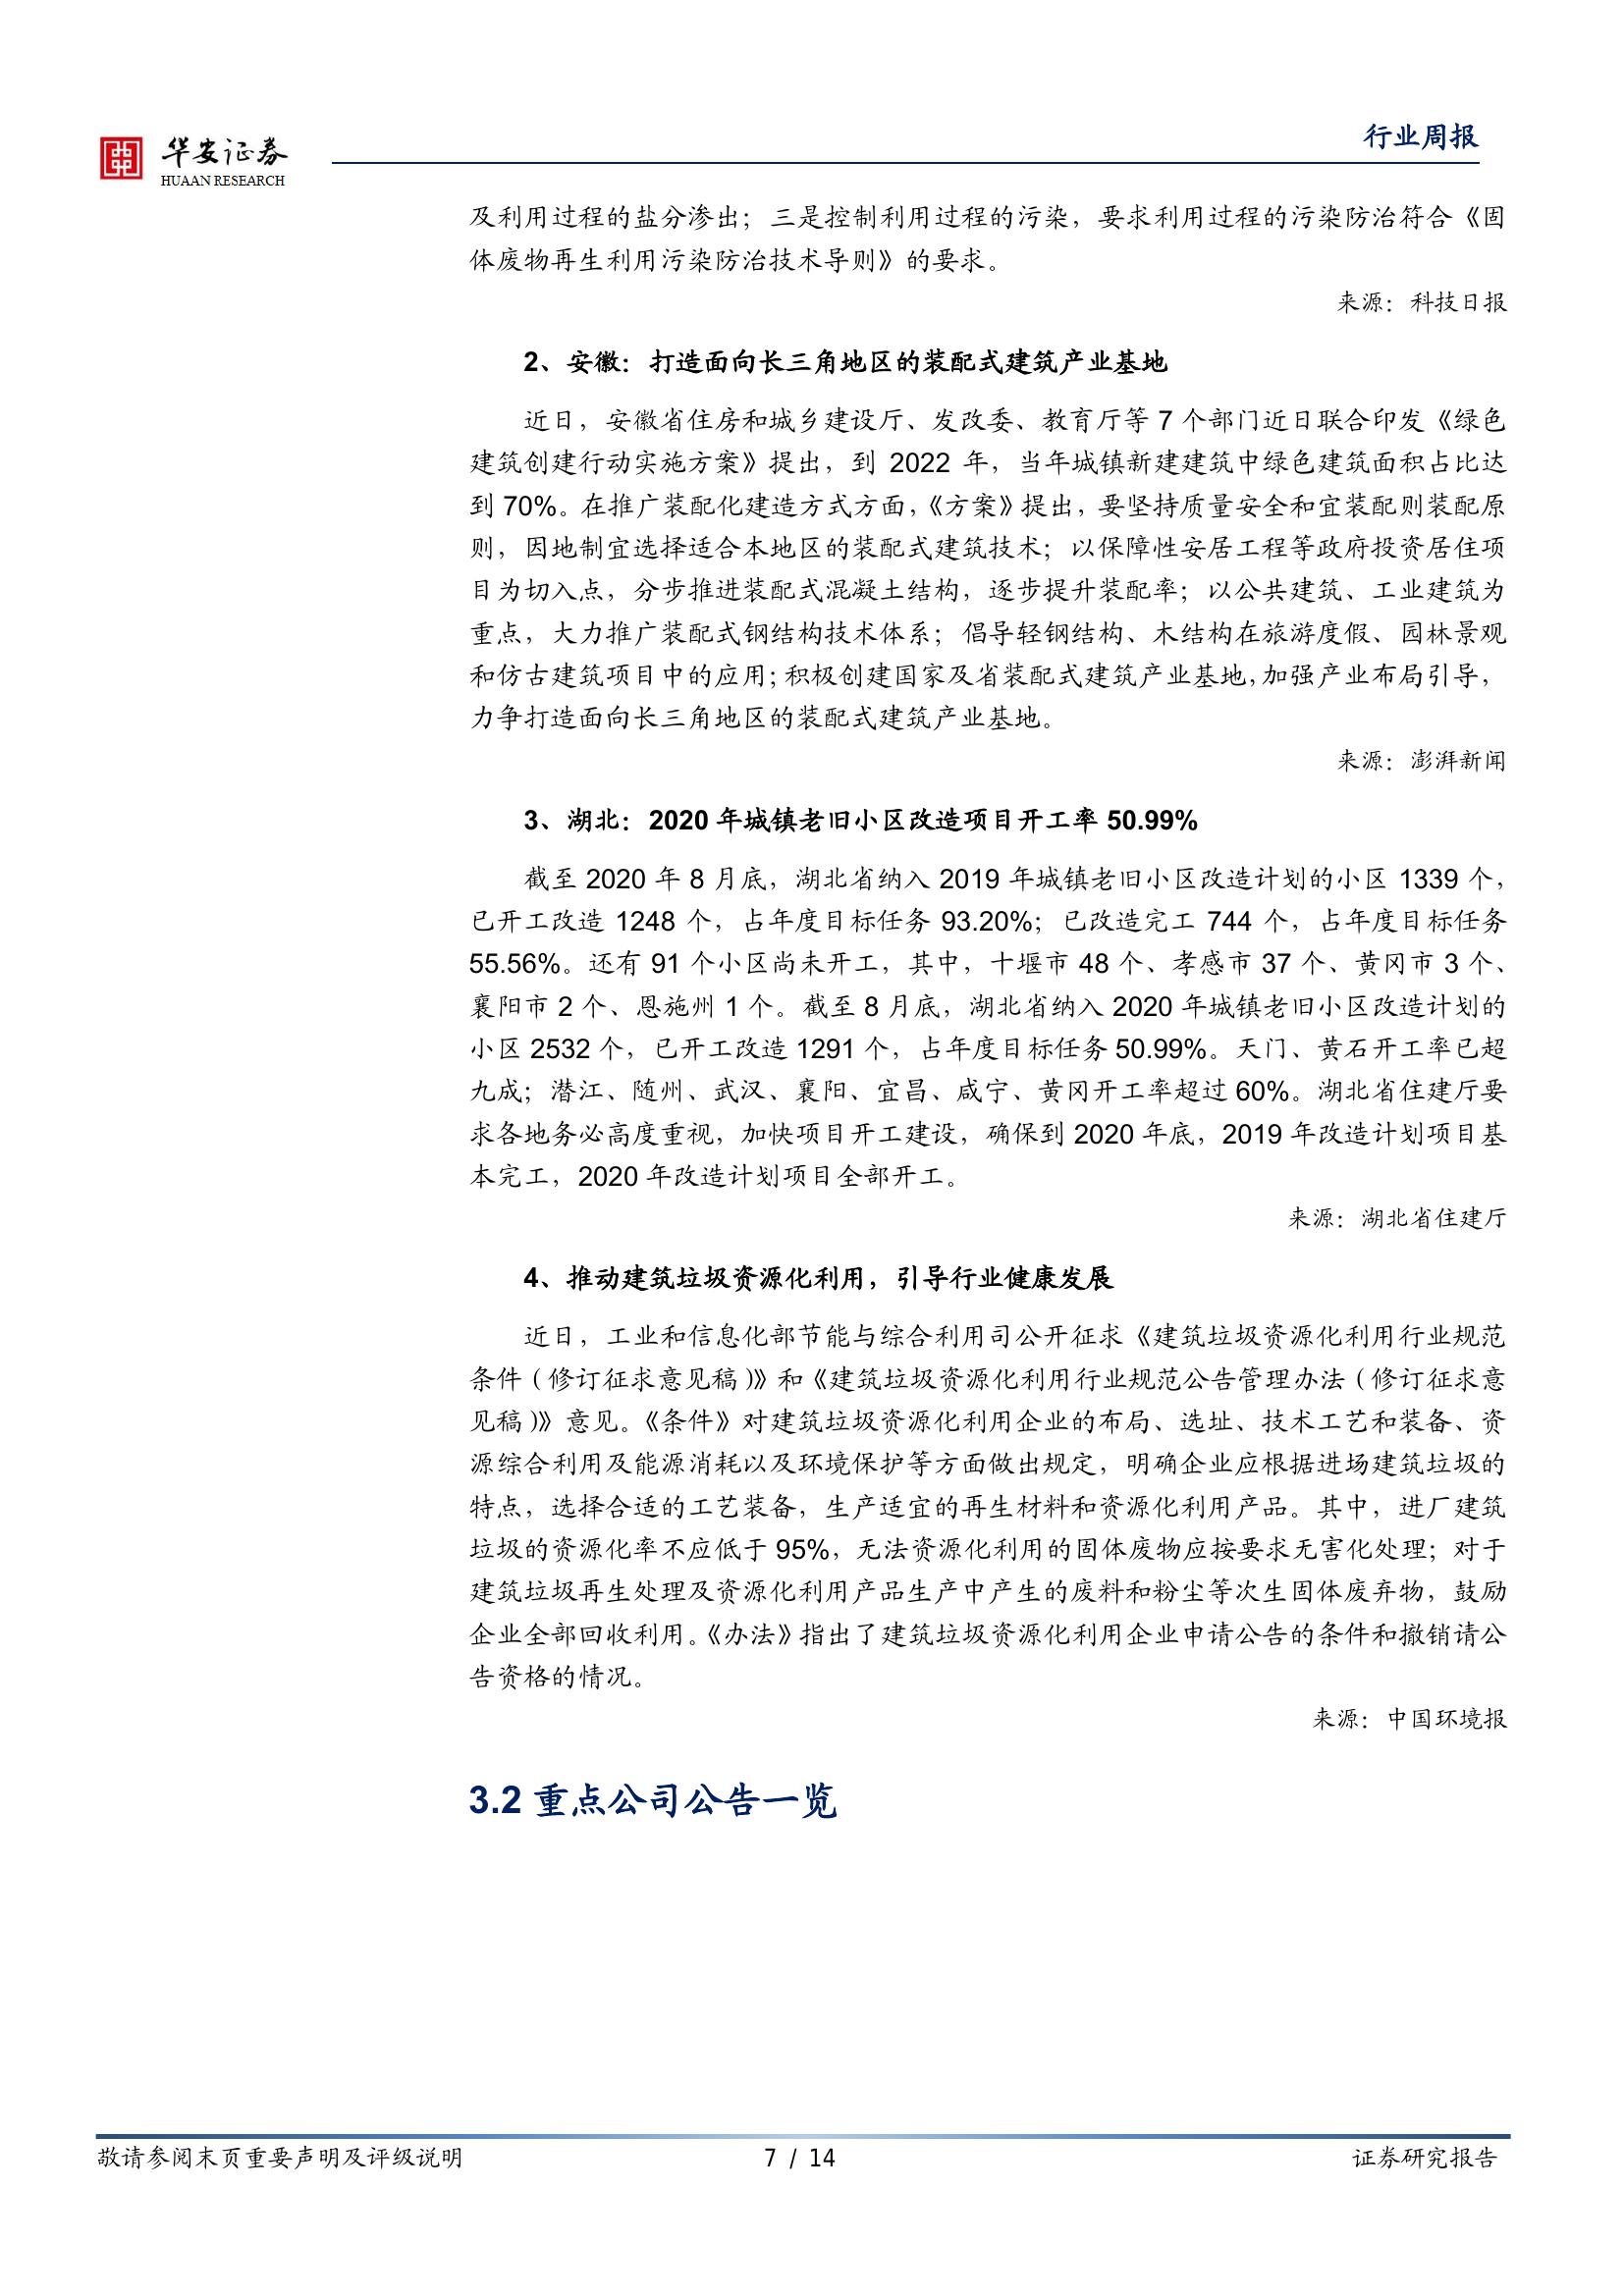 华安证券
HUAAN RESEARCH
行业周报
及利用过程的盐分渗出；三是控制利用过程的污染，要求利用过程的污染防治符合《固
体废物再生利用污染防治技术导则》的要求。
来源：科技日报
2、安徽：打造面向长三角地区的装配式建筑产业基地
近日，安徽省住房和城乡建设厅、发改委、教育厅等 7 个部门近日联合印发《绿色
建筑创建行动实施方案》提出，到 2022 年，当年城镇新建建筑中绿色建筑面积占比达
到 70%。在推广装配化建造方式方面，《方案》提出，要坚持质量安全和宜装配则装配原
则，因地制宜选择适合本地区的装配式建筑技术；以保障性安居工程等政府投资居住项
目为切入点，分步推进装配式混凝土结构，逐步提升装配率；以公共建筑、工业建筑为
重点，大力推广装配式钢结构技术体系；倡导轻钢结构、木结构在旅游度假、园林景观
和仿古建筑项目中的应用；积极创建国家及省装配式建筑产业基地，加强产业布局引导，
力争打造面向长三角地区的装配式建筑产业基地。
来源：澎湃新闻
3、湖北：2020 年城镇老旧小区改造项目开工率 50.99%
截至 2020 年 8 月底，湖北省纳入 2019 年城镇老旧小区改造计划的小区 1339 个，
已开工改造 1248 个，占年度目标任务 93.20%；已改造完工 744 个，占年度目标任务
55.56%。还有 91 个小区尚未开工，其中，十堰市 48 个、孝感市 37 个、黄冈市 3 个、
襄阳市 2 个、恩施州 1 个。截至 8 月底，湖北省纳入 2020 年城镇老旧小区改造计划的
小区 2532 个，已开工改造 1291 个，占年度目标任务 50.99%。天门、黄石开工率已超
九成；潜江、随州、武汉、襄阳、宜昌、咸宁、黄冈开工率超过 60%。湖北省住建厅要
求各地务必高度重视，加快项目开工建设，确保到 2020 年底，2019 年改造计划项目基
本完工，2020 年改造计划项目全部开工。
来源：湖北省住建厅
4、推动建筑垃圾资源化利用，引导行业健康发展
近日，工业和信息化部节能与综合利用司公开征求《建筑垃圾资源化利用行业规范
条件（修订征求意见稿）》和《建筑垃圾资源化利用行业规范公告管理办法（修订征求意
见稿）》意见。《条件》对建筑垃圾资源化利用企业的布局、选址、技术工艺和装备、资
源综合利用及能源消耗以及环境保护等方面做出规定，明确企业应根据进场建筑垃圾的
特点，选择合适的工艺装备，生产适宜的再生材料和资源化利用产品。其中，进厂建筑
垃圾的资源化率不应低于 95%，无法资源化利用的固体废物应按要求无害化处理；对于
建筑垃圾再生处理及资源化利用产品生产中产生的废料和粉尘等次生固体废弃物，鼓励
企业全部回收利用。《办法》指出了建筑垃圾资源化利用企业申请公告的条件和撤销请公
告资格的情况。
来源：中国环境报
3.2 重点公司公告一览
敬请参阅末页重要声明及评级说明
7 / 14
证券研究报告